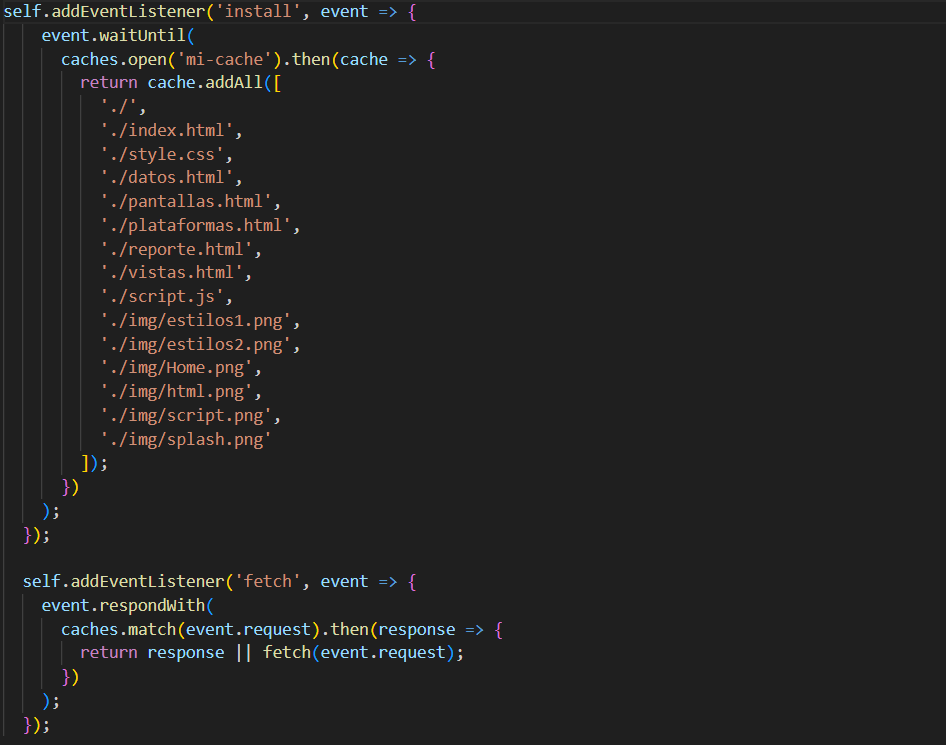 self.addEventListener('install', event => {
event.waitUntil(
caches.open('mi-cache').then(cache => {
return cache.addAll([
'./',
'./index.html',
'./style.css',
'./datos.html',
'./pantallas.html',
'./plataformas.html',
'./reporte.html',
'./vistas.html',
'./script.js',
'./img/estilos1.png',
'./img/estilos2.png',
'./img/Home.png',
'./img/html.png',
'./img/script.png',
'./img/splash.png'
]);
})
);
});
self.addEventListener('fetch', event => {
event.respondWith(
caches.match(event.request).then(response => {
return response || fetch(event.request);
})
);
});